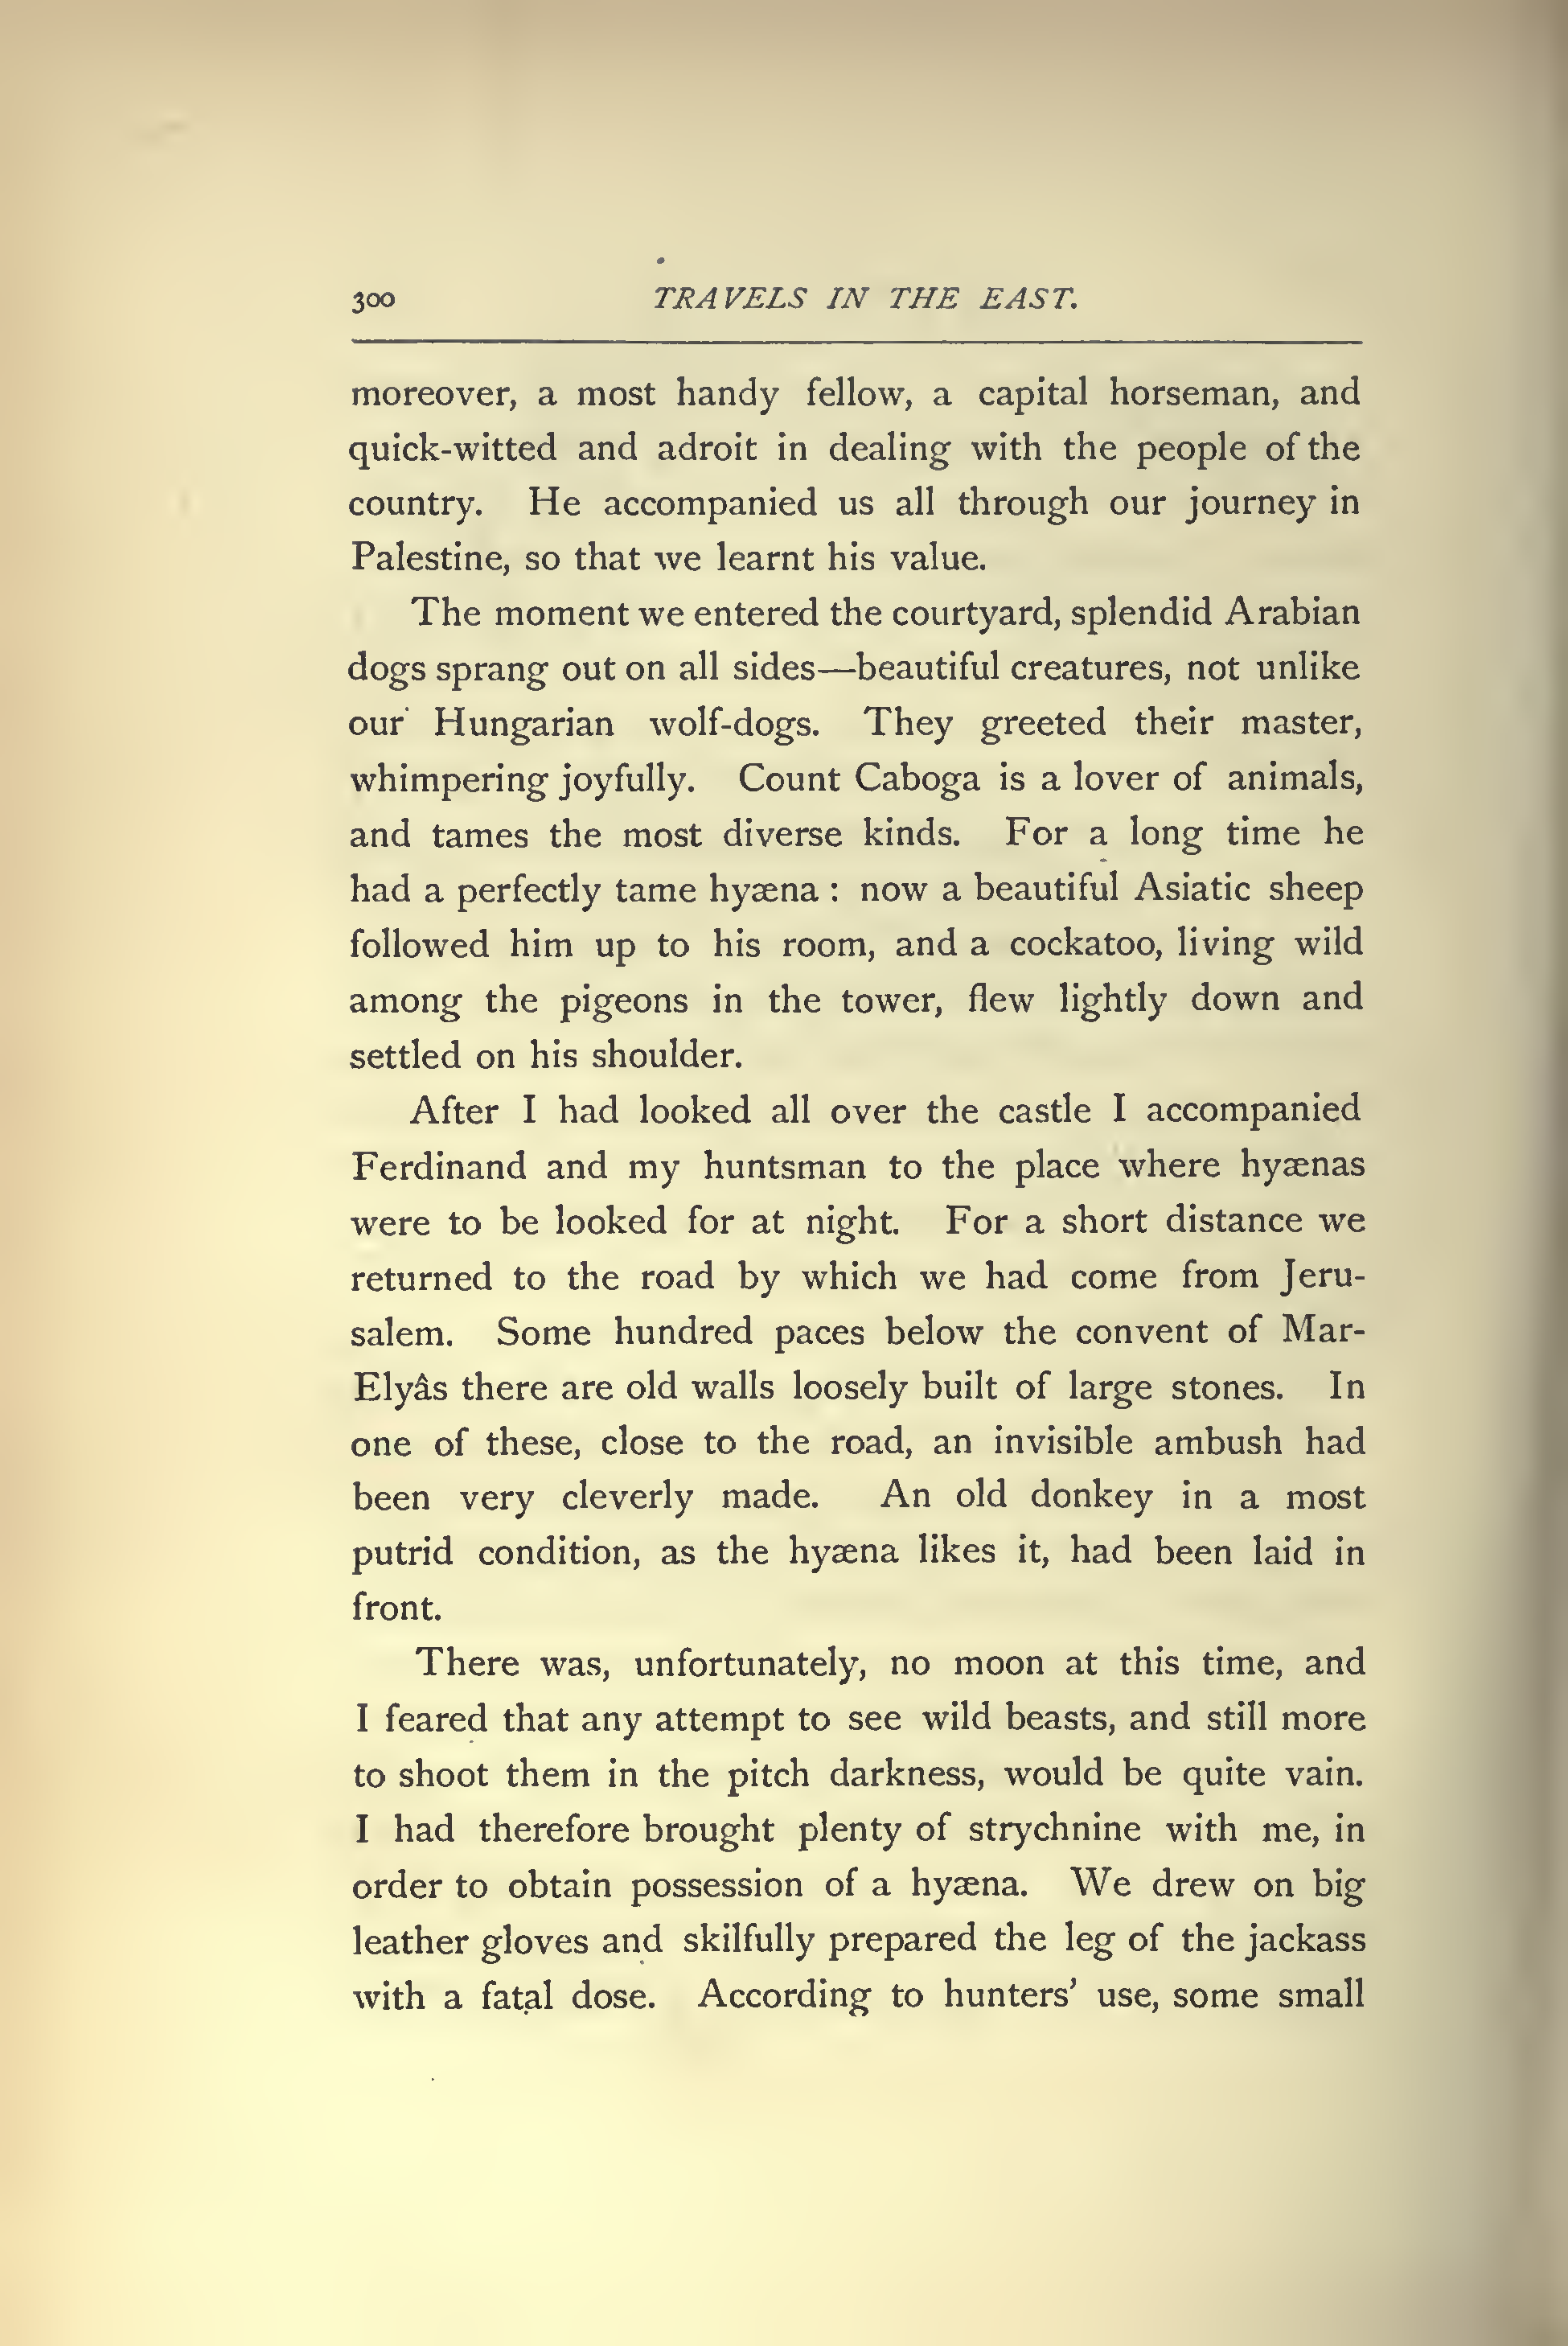 300 TRAVELS IN THE EAST.
moreover, a most handy fellow, a capital horseman, and
quick-witted and adroit in dealing with the people of the
country. He accompanied us all through our journey in
Palestine, so that we learnt his value.
The moment we entered the courtyard, splendid Arabian
dogs sprang out on all sides—beautiful creatures, not unlike
our Hungarian wolf-dogs. They greeted their master,
whimpering joyfully. Count Caboga is a lover of animals,
and tames the most diverse kinds. For a long time he
had a perfectly tame hyæna : now a beautiful Asiatic sheep
followed him up to his room, and a cockatoo, living wild
among the pigeons in the tower, flew lightly down and
settled on his shoulder.
After I had looked all over the castle I accompanied
Ferdinand and my huntsman to the place where hyænas
were to be looked for at night. For a short distance we
returned to the road by which we had come from Jeru-
salem. Some hundred paces below the convent of Mar-
Elyâs there are old walls loosely built of large stones. In
one of these, close to the road, an invisible ambush had
been very cleverly made. An old donkey in a most
putrid condition, as the hyæna likes it, had been laid in
front.
There was, unfortunately, no moon at this time, and
I feared that any attempt to see wild beasts, and still more
to shoot them in the pitch darkness, would be quite vain.
I had therefore brought plenty of strychnine with me, in
order to obtain possession of a hyæna. We drew on big
leather gloves and skilfully prepared the leg of the jackass
with a fatal dose. According to hunters' use, some small